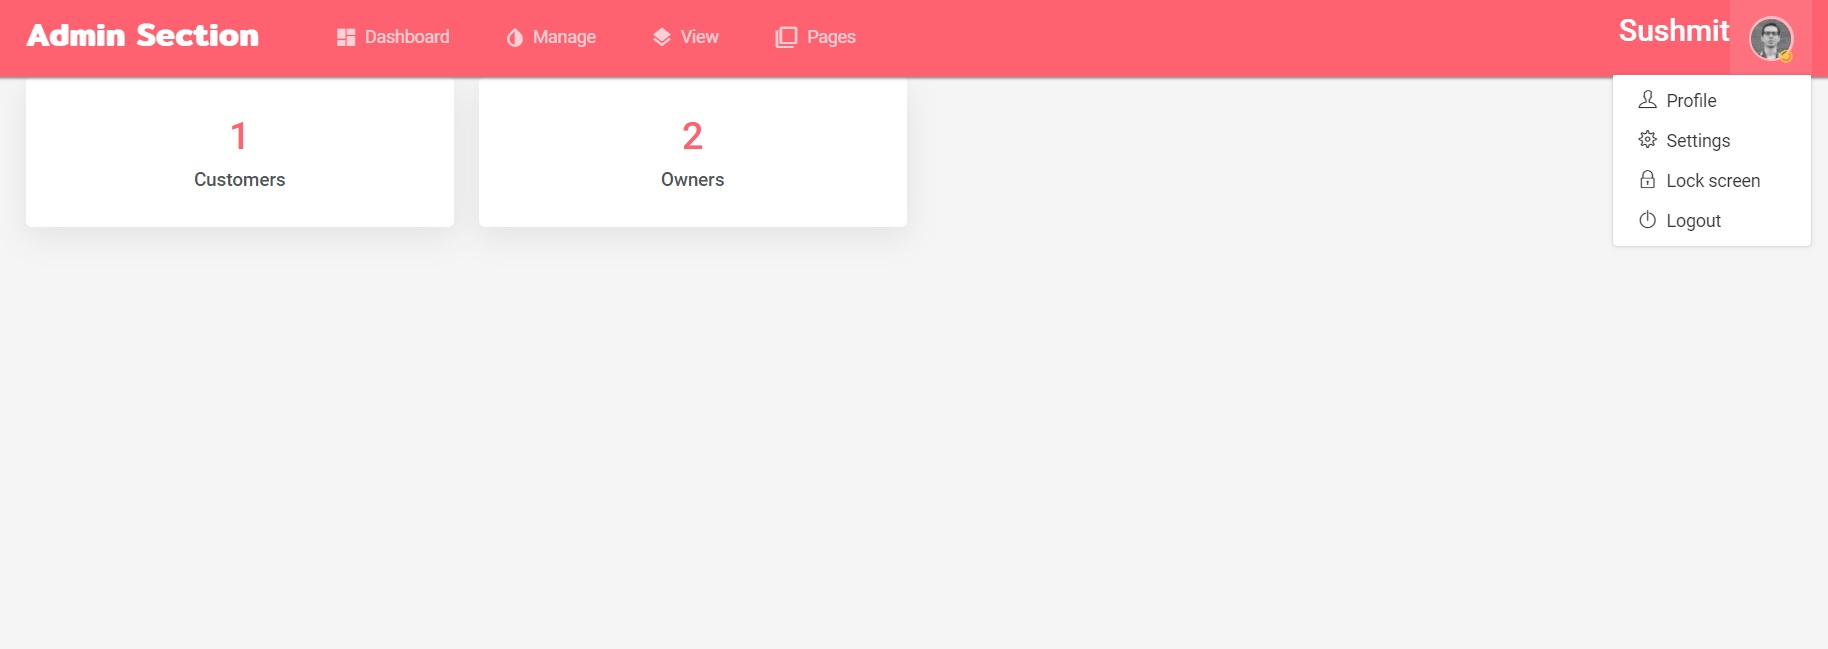 Admin Section
Dashboard
Manage
View
Pages
Sushmit
Profile
Settings
Lock screen
Logout
1
Customers
2
Owners